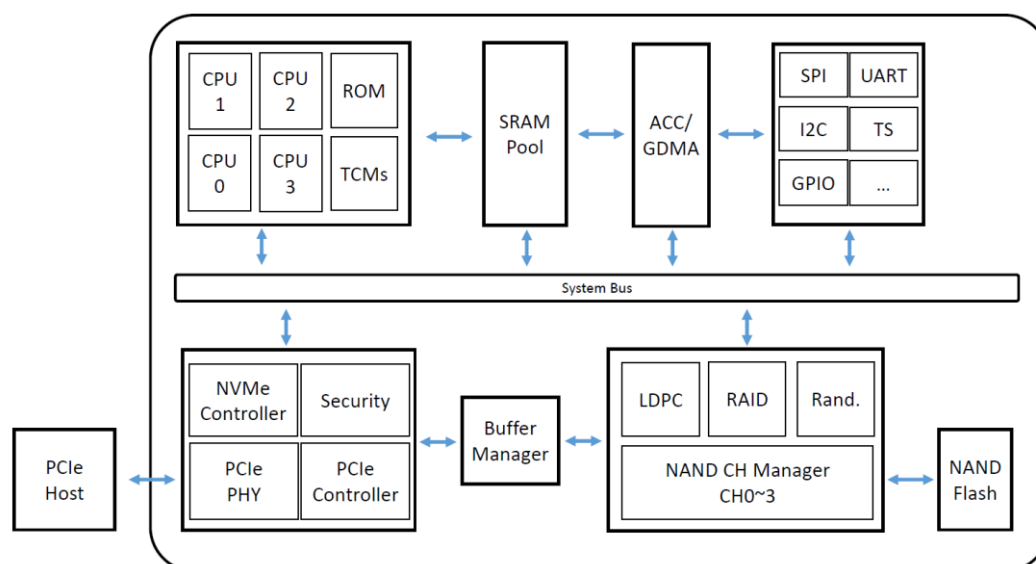 CPU
1
CPU
2
ROM
CPU
0
CPU
3
TCMs
SRAM
Pool
ACC/
GDMA
SPI
UART
I2C
TS
GPIO
...
System Bus
NVMe
Controller
Security
PCIe
PHY
PCIe
Controller
Buffer
Manager
LDPC
RAID
Rand.
NAND CH Manager
CH0~3
PCIe
Host
NAND
Flash